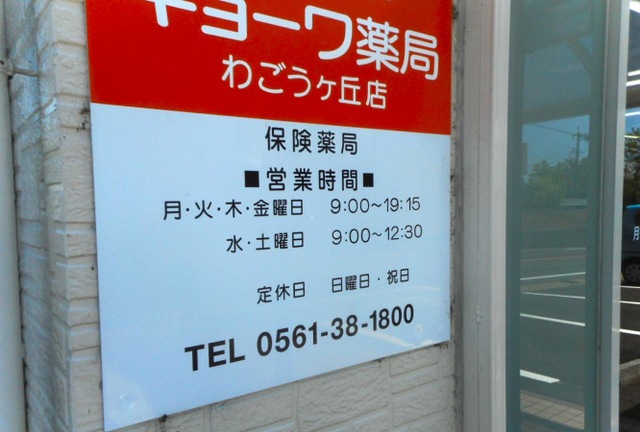 キョーワ薬局
わごうヶ丘店
保険薬局
■営業時間■
月・火・木・金曜日 9:00～19:15
水・土曜日 9:00～12:30
定休日 日曜日・祝日
TEL 0561-38-1800